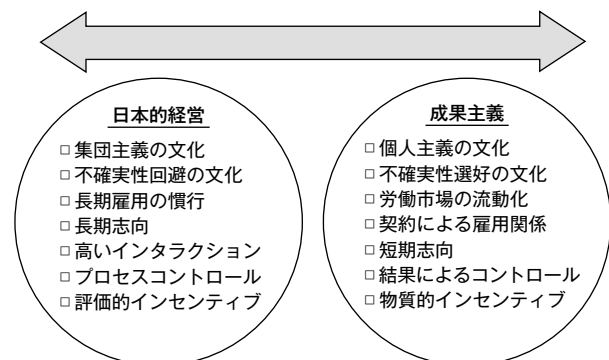 日本的経営
□集団主義の文化
□不確実性回避の文化
□長期雇用の慣行
□長期志向
□高いインタラクション
□プロセスコントロール
□評価的インセンティブ
成果主義
□個人主義の文化
□不確実性選好の文化
□労働市場の流動化
□契約による雇用関係
□短期志向
□結果によるコントロール
□物質的インセンティブ